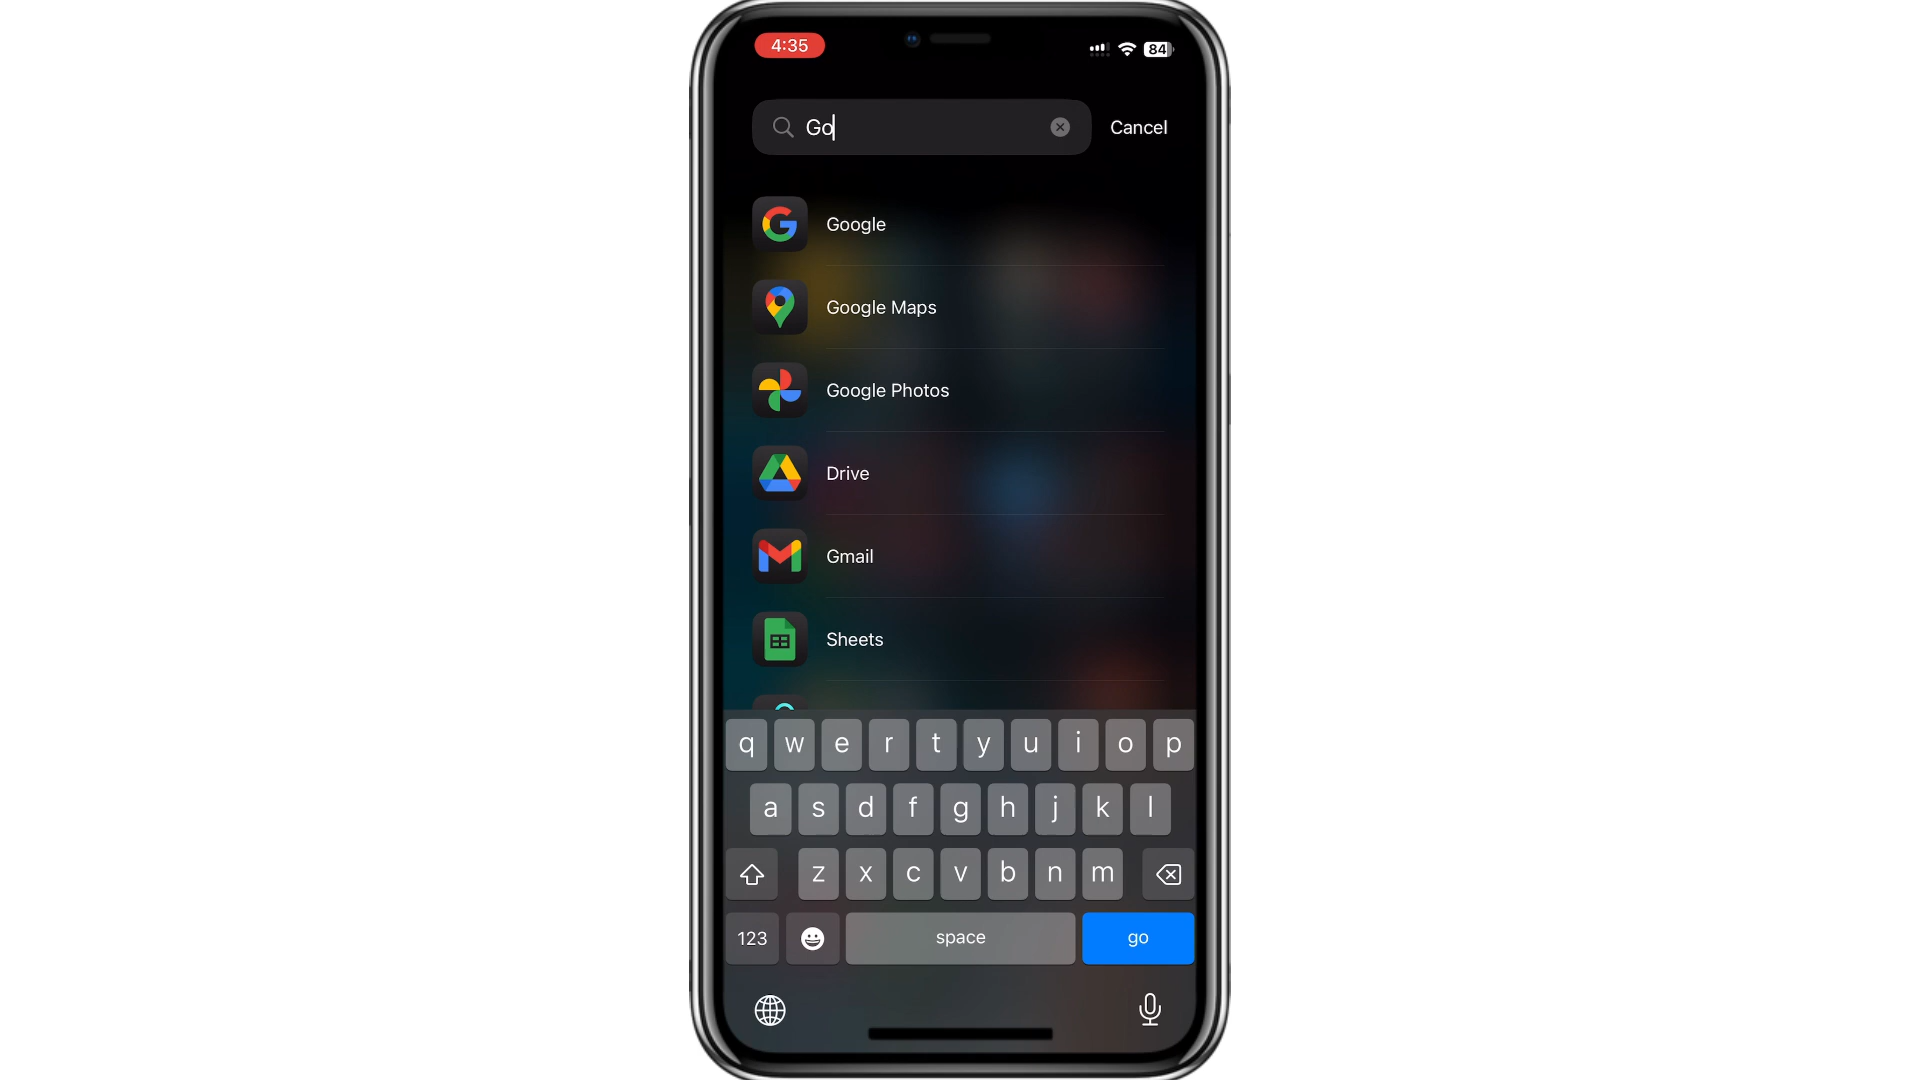 4:35
84
Go
Cancel
Google
Google Maps
Google Photos
Drive
Gmail
Sheets
q w e r t y u i o p
a s d f g h j k l
z x c v b n m
123 space go